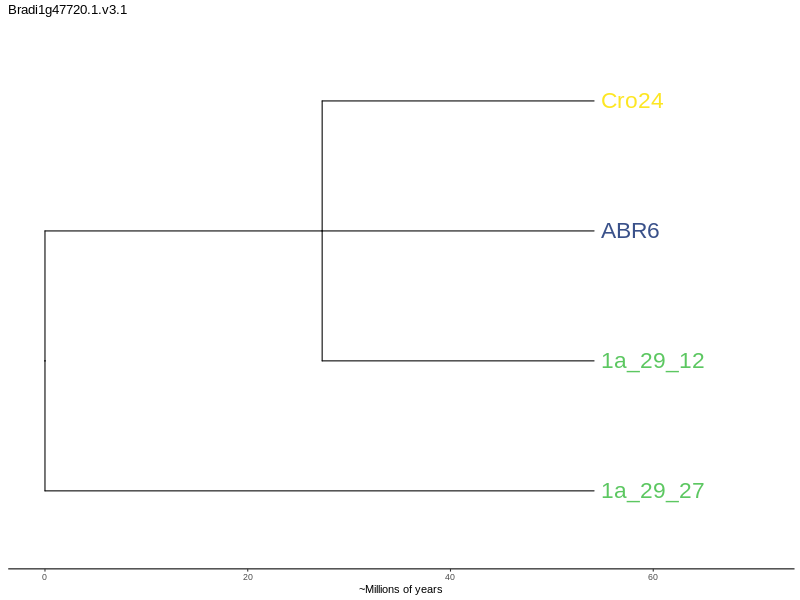 Bradi1g47720.1.v3.1
Cro24
ABR6
1a_29_12
1a_29_27
0 20 40 60
~Millions of years